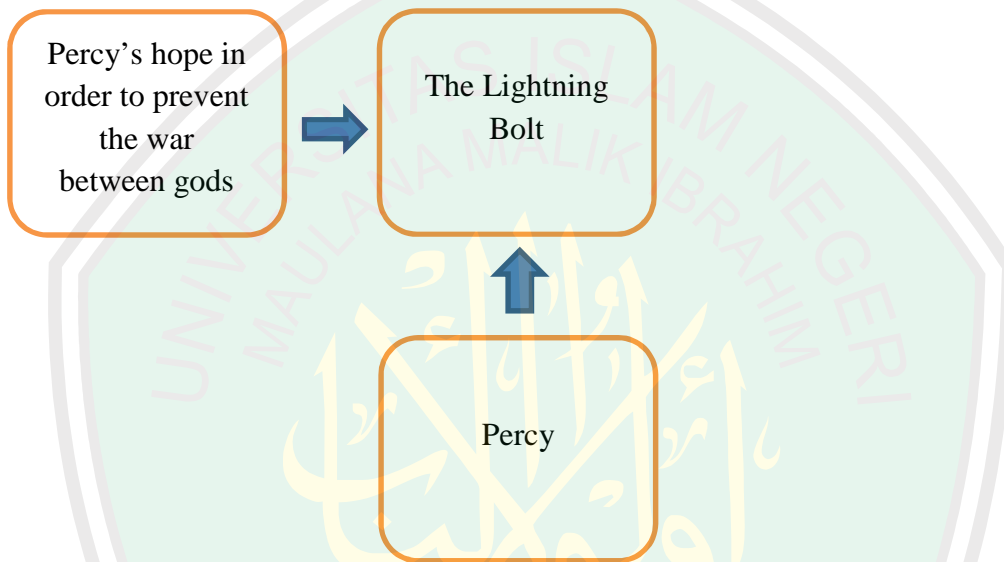 Percy’s hope in
order to prevent
the war
between gods
The Lightning
Bolt
Percy
UNIVERSITAS ISLAM NEGERI
MAULANA MALIK IBRAHIM